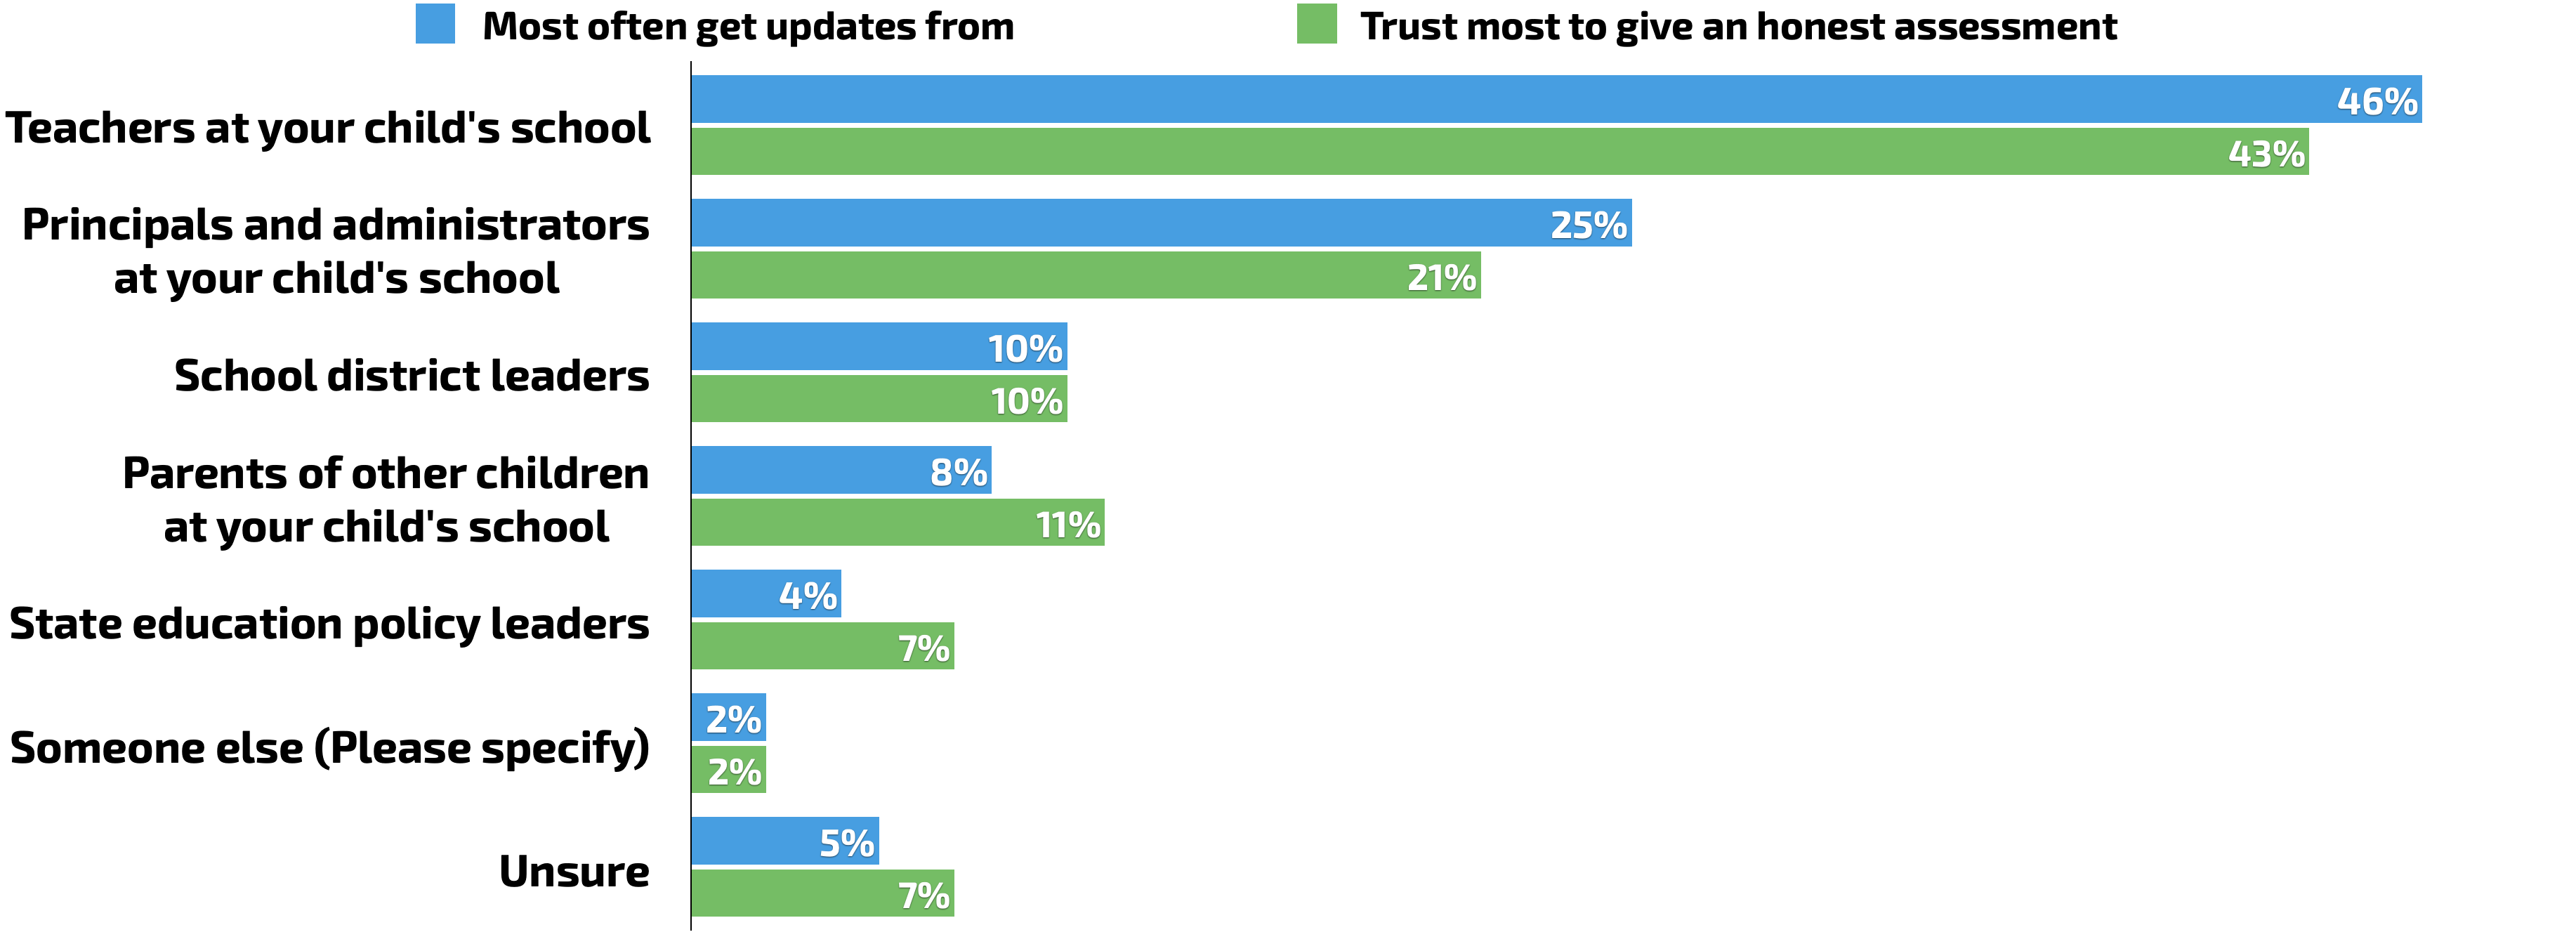 Most often get updates from
Trust most to give an honest assessment
Teachers at your child's school
46%
43%
Principals and administrators
at your child's school
25%
21%
School district leaders
10%
10%
Parents of other children
at your child's school
8%
11%
State education policy leaders
4%
7%
Someone else (Please specify)
2%
2%
Unsure
5%
7%